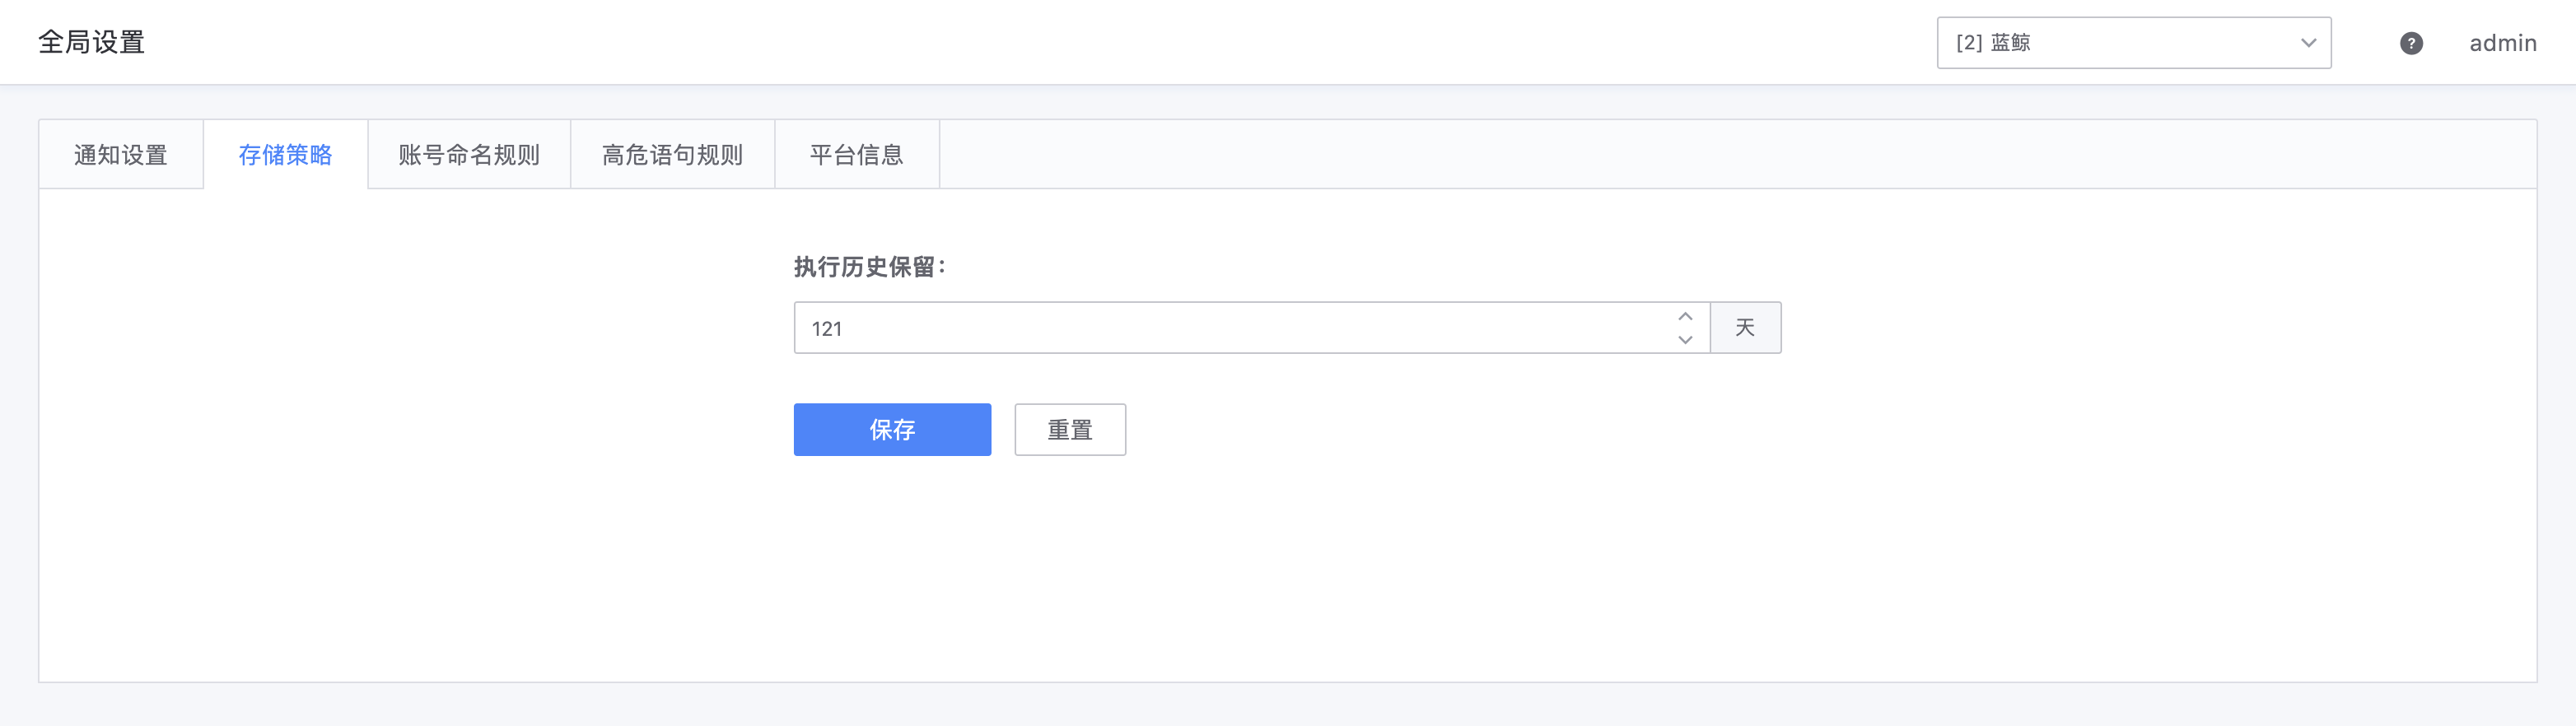 全局设置
[2] 蓝鲸
?
admin
通知设置
存储策略
账号命名规则
高危语句规则
平台信息
执行历史保留：
121
天
保存
重置